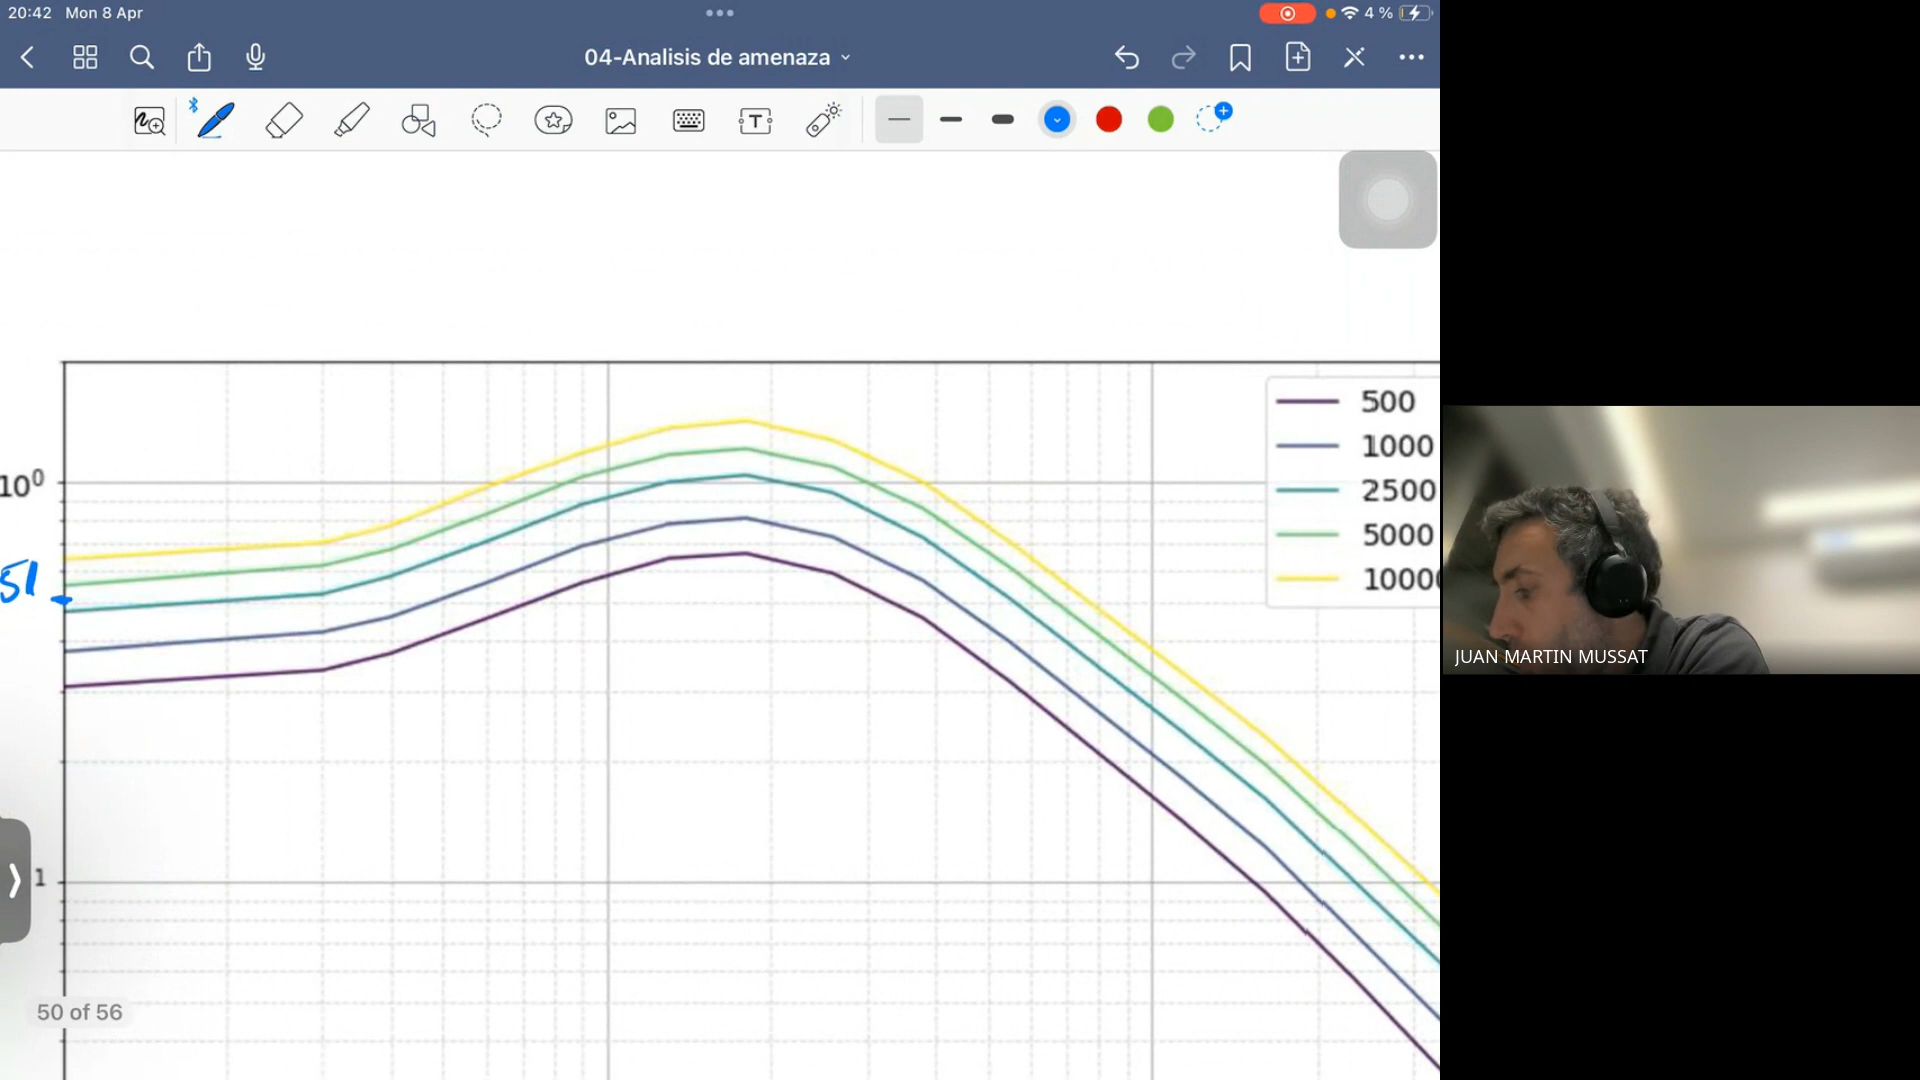 20:42 Mon 8 Apr
4 %
04-Analisis de amenaza
T
500
1000
10⁰
2500
5000
51
1000
JUAN MARTIN MUSSAT
1
50 of 56